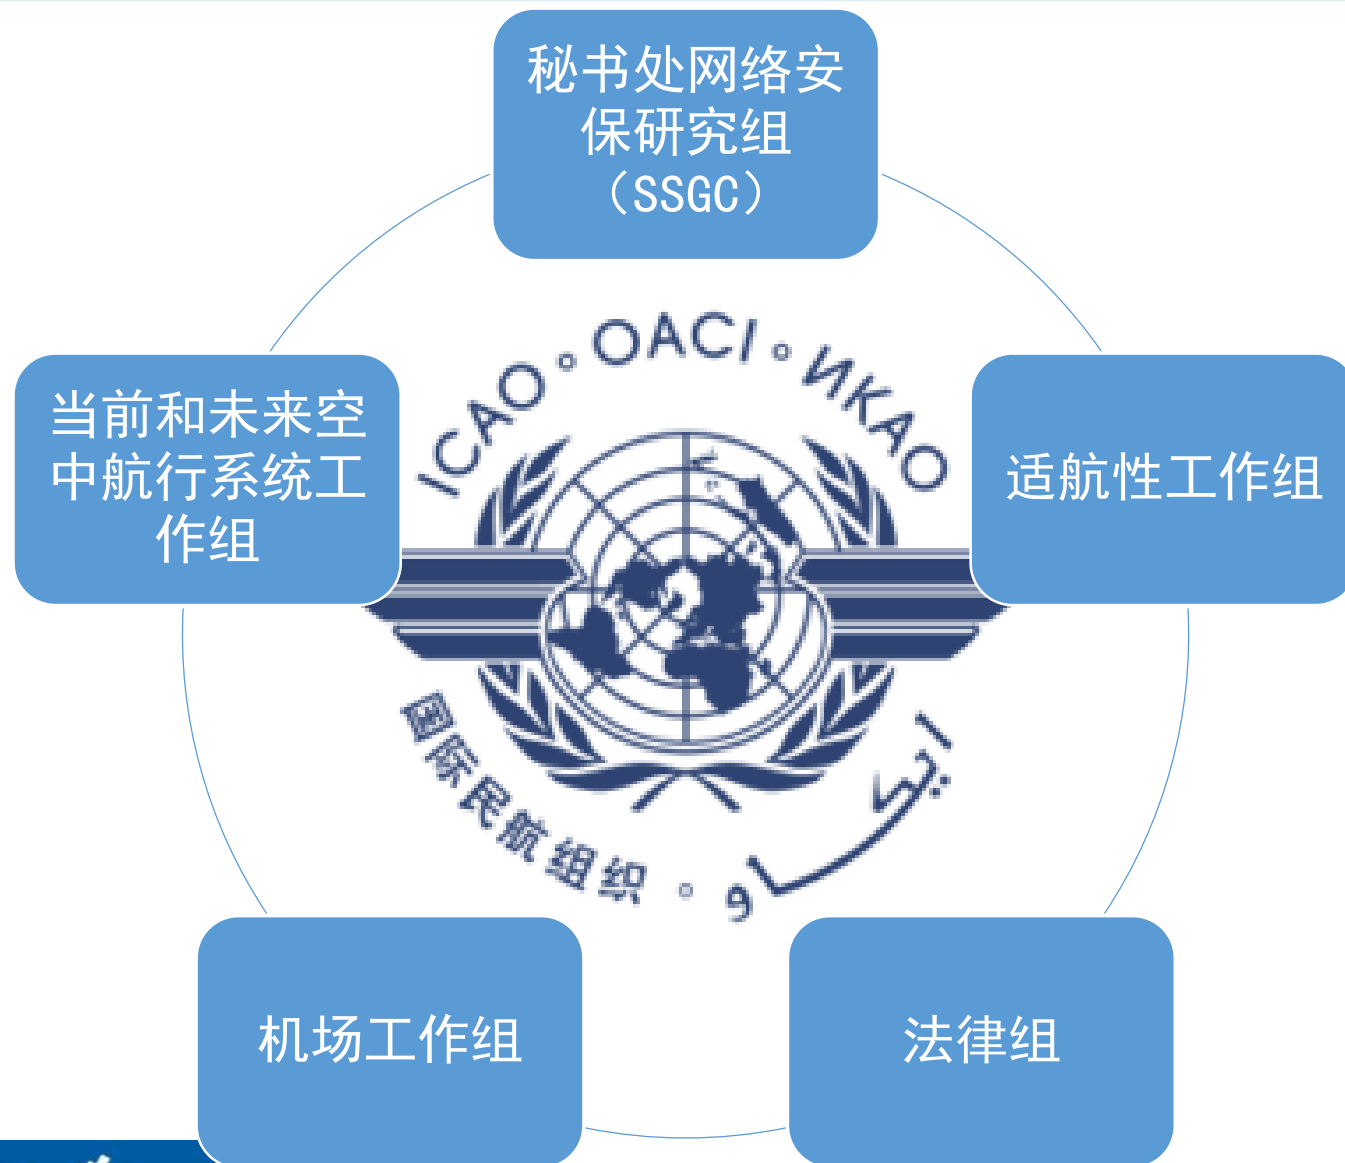 秘书处网络安
保研究组
（SSGC）
当前和未来空
中航行系统工
作组
适航性工作组
ICAO · OACI · ИКАО
国际民航组织 · ايكاو
机场工作组
法律组